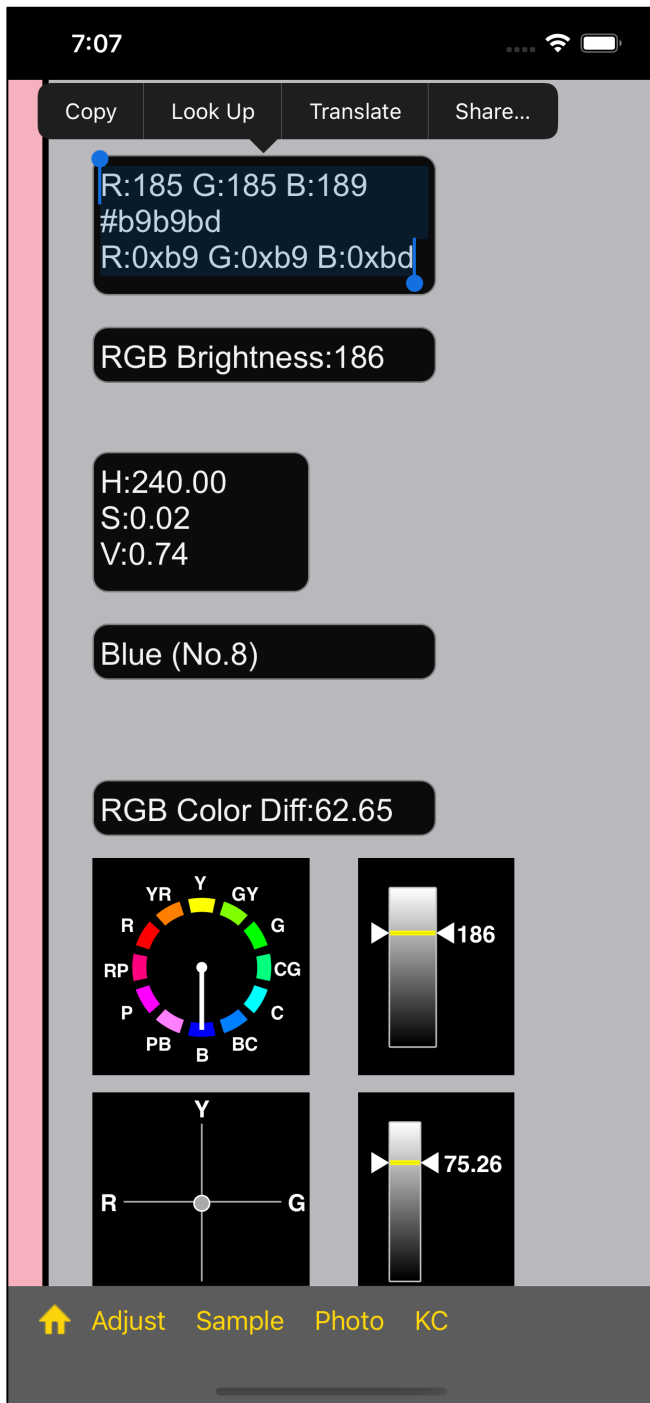 7:07
Copy Look Up Translate Share...
R:185 G:185 B:189
#b9b9bd
R:0xb9 G:0xb9 B:0xbd
RGB Brightness:186
H:240.00
S:0.02
V:0.74
Blue (No.8)
RGB Color Diff:62.65
Y
YR GY
R G
RP CG
P C
PB BC
B
186
Y
R G
75.26
Adjust Sample Photo KC